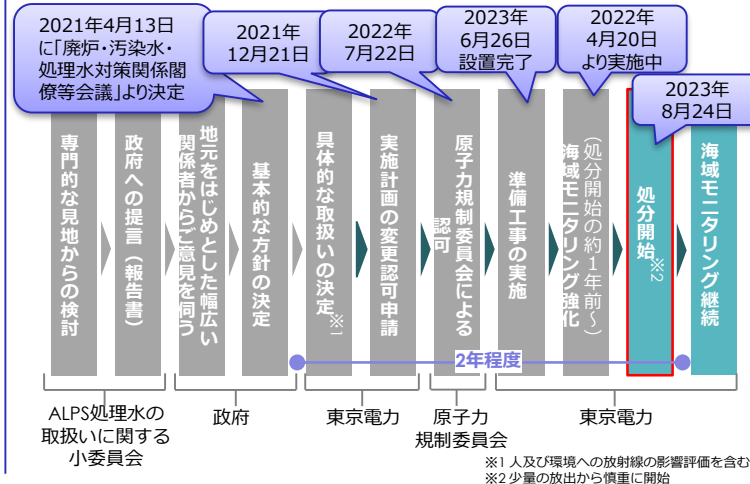 2021年4月13日
に「廃炉・汚染水・
処理水対策関係閣
僚等会議」より決定
2021年
12月21日
2022年
7月22日
2023年
6月26日
設置完了
2022年
4月20日
より実施中
2023年
8月24日
専門的な見地からの検討
政府への提言（報告書）
地元をはじめとした幅広い
関係者からご意見を伺う
基本的な方針の決定
具体的な取扱いの決定※1
実施計画の変更認可申請
原子力規制委員会による
認可
準備工事の実施
（処分開始の約１年前～）
海域モニタリング強化
処分開始※2
海域モニタリング継続
2年程度
ALPS処理水の
取扱いに関する
小委員会
政府
東京電力
原子力
規制委員会
東京電力
※1 人及び環境への放射線の影響評価を含む
※2 少量の放出から慎重に開始